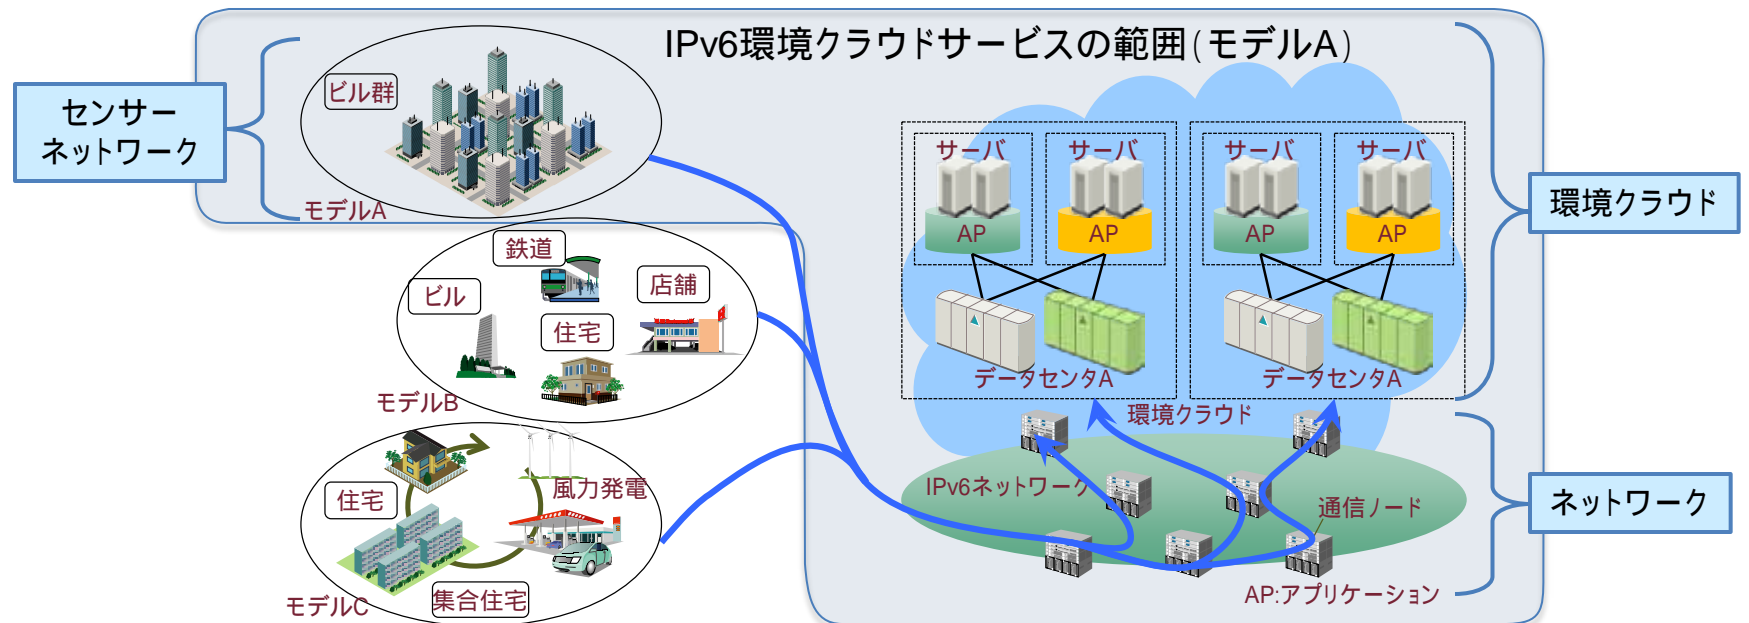 IPv6環境クラウドサービスの範囲(モデルA)
センサー
ネットワーク
ビル群
モデルA
鉄道
ビル
店舗
住宅
モデルB
住宅
風力発電
集合住宅
モデルC
サーバ
サーバ
サーバ
サーバ
AP
AP
AP
AP
データセンタA
データセンタA
環境クラウド
環境クラウド
IPv6ネットワーク
通信ノード
ネットワーク
AP:アプリケーション